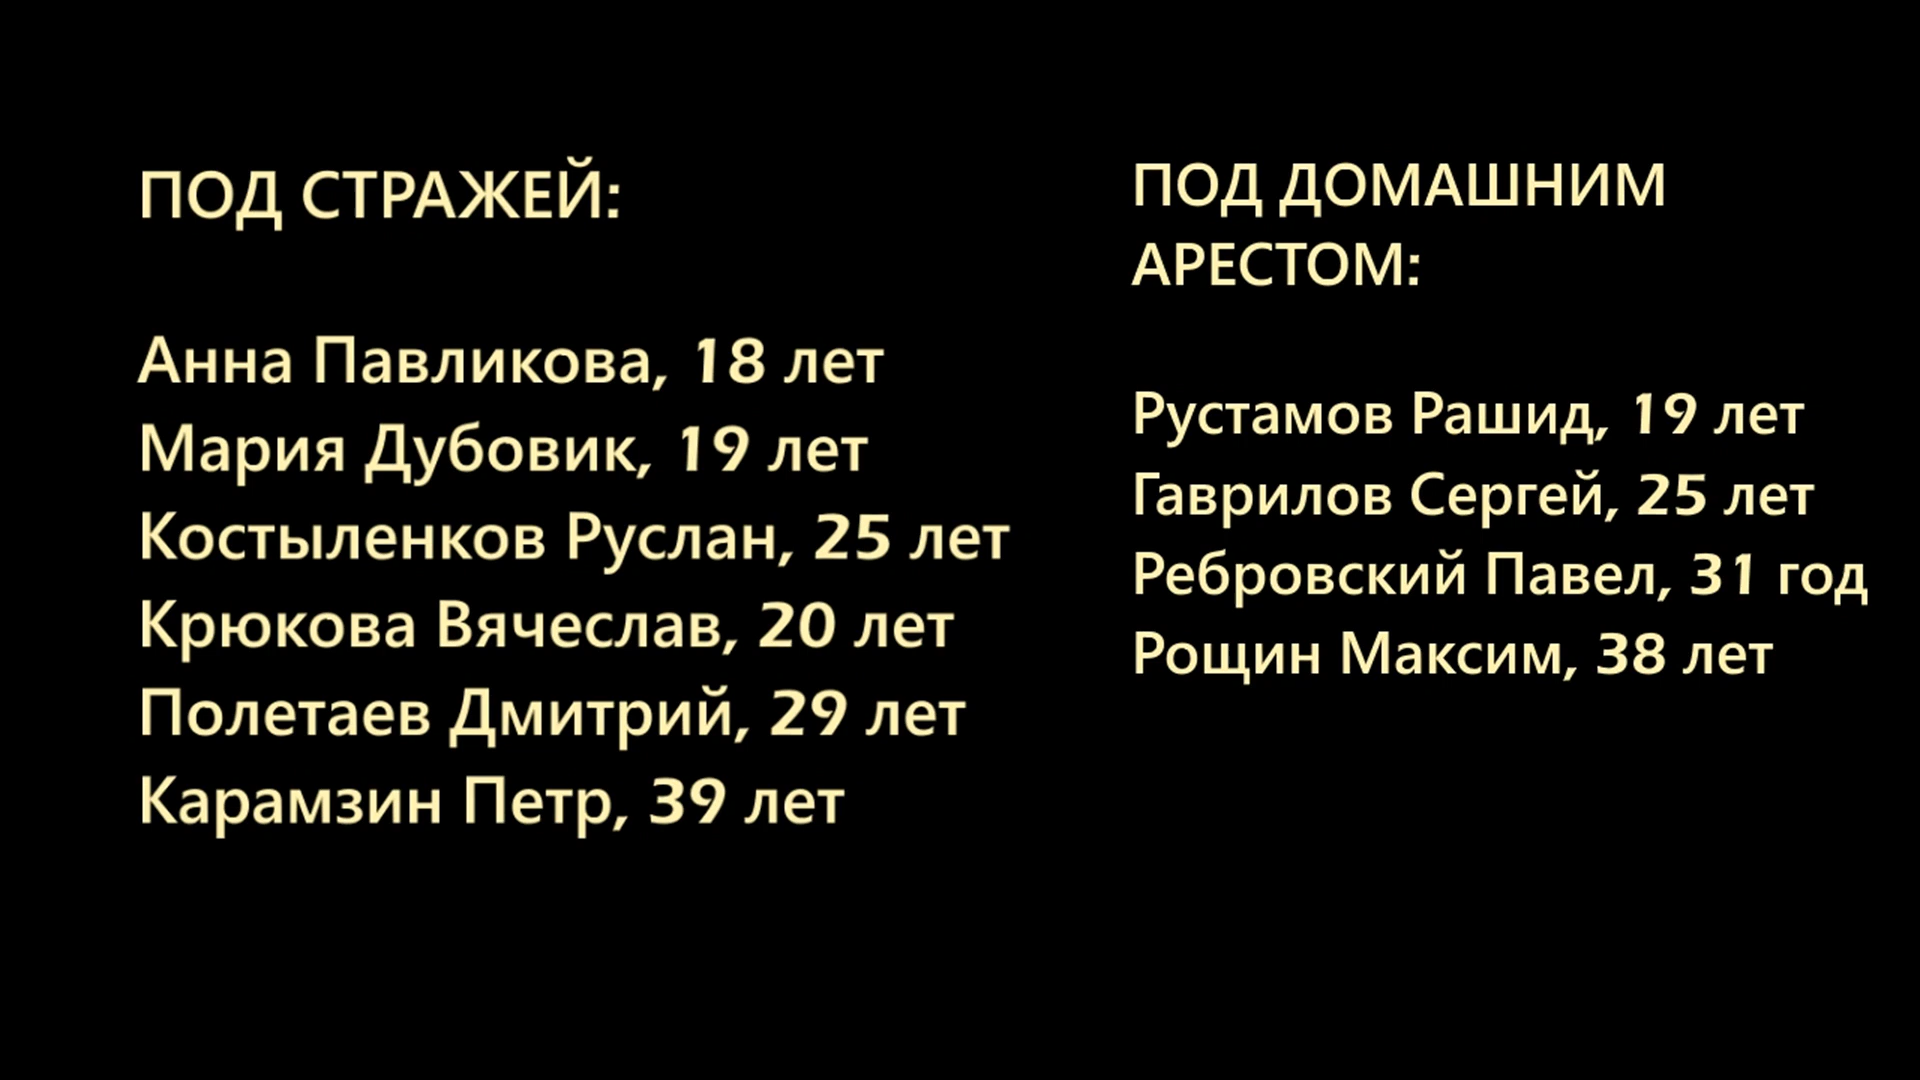 ПОД СТРАЖЕЙ:
Анна Павликова, 18 лет
Мария Дубовик, 19 лет
Костыленков Руслан, 25 лет
Крюкова Вячеслав, 20 лет
Полетаев Дмитрий, 29 лет
Карамзин Петр, 39 лет
ПОД ДОМАШНИМ
АРЕСТОМ:
Рустамов Рашид, 19 лет
Гаврилов Сергей, 25 лет
Ребровский Павел, 31 год
Рощин Максим, 38 лет